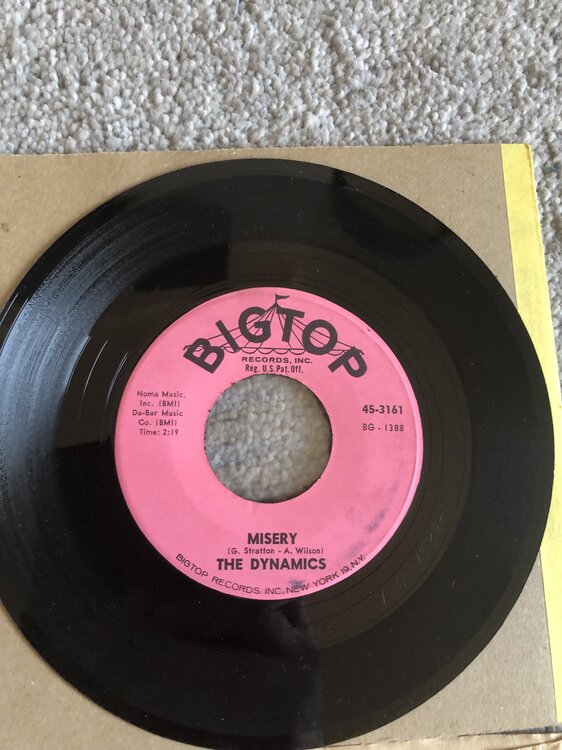 BIGTOP
RECORDS, INC.
Reg. U.S. Pat. Off.
Noma Music,
Inc. (BMI)
Da-Bar Music
Co. (BMI)
Time: 2:19
45-3161
BG - 1388
MISERY
(G. Stratton - A. Wilson)
THE DYNAMICS
BIGTOP RECORDS, INC. NEW YORK 19, N.Y.